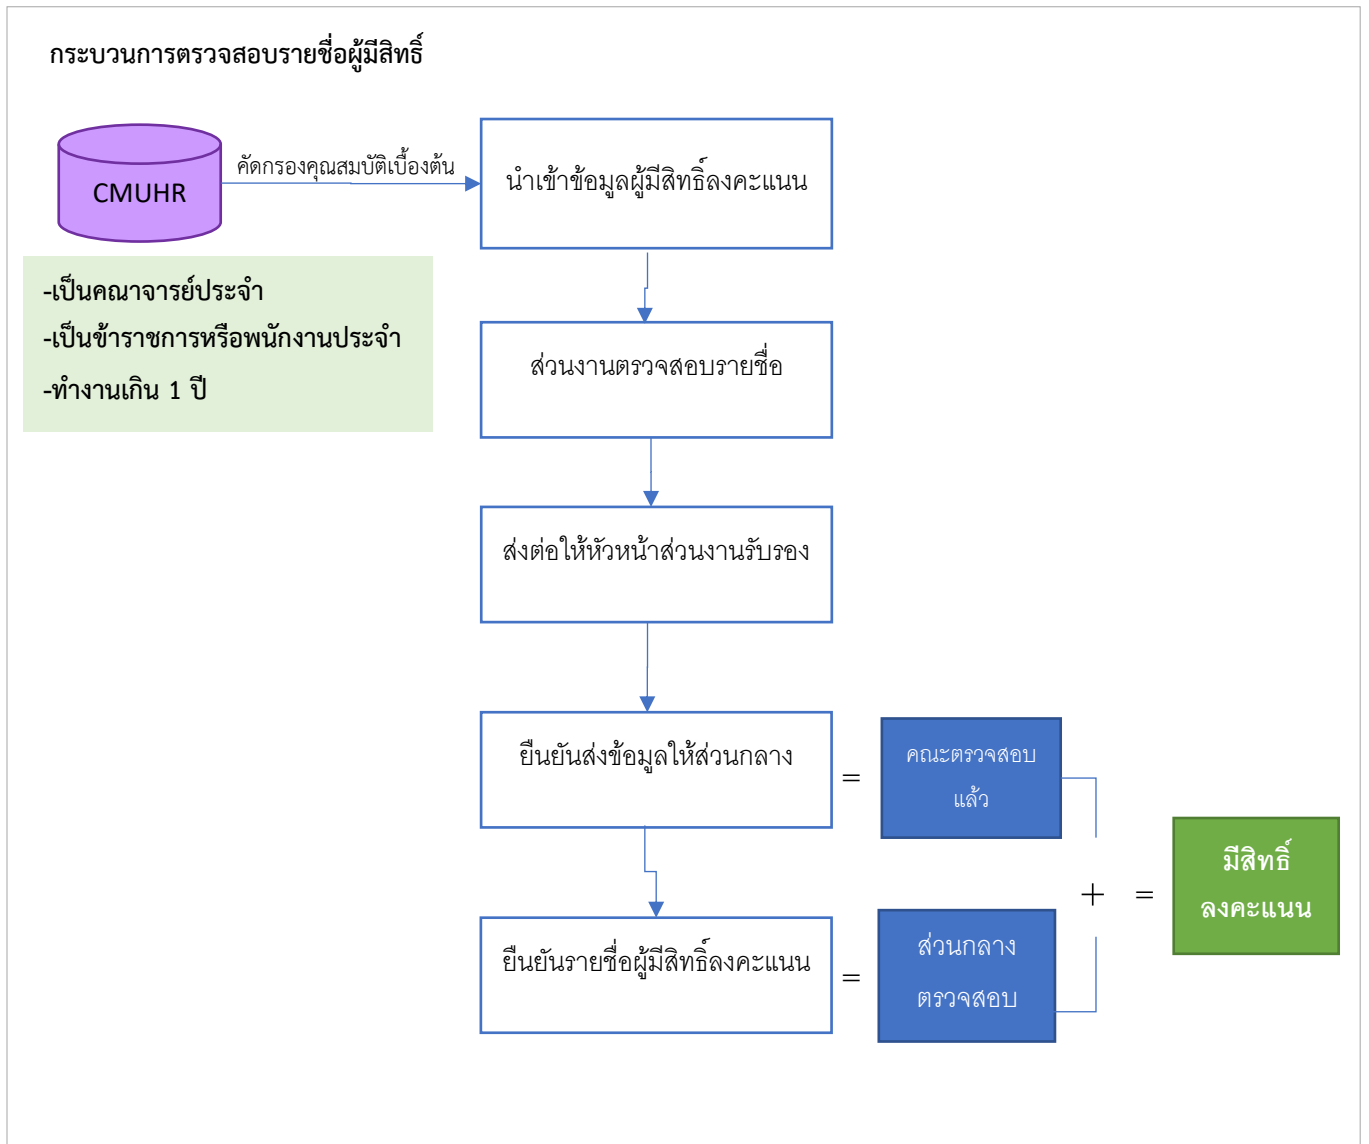 กระบวนการตรวจสอบรายชื่อผู้มีสิทธิ์
CMUHR
คัดกรองคุณสมบัติเบื้องต้น
นำเข้าข้อมูลผู้มีสิทธิ์ลงคะแนน
-เป็นคณาจารย์ประจำ
-เป็นข้าราชการหรือพนักงานประจำ
-ทำงานเกิน 1 ปี
ส่วนงานตรวจสอบรายชื่อ
ส่งต่อให้หัวหน้าส่วนงานรับรอง
ยืนยันส่งข้อมูลให้ส่วนกลาง
=
คณะตรวจสอบ
แล้ว
ยืนยันรายชื่อผู้มีสิทธิ์ลงคะแนน
=
ส่วนกลาง
ตรวจสอบ
+
=
มีสิทธิ์
ลงคะแนน